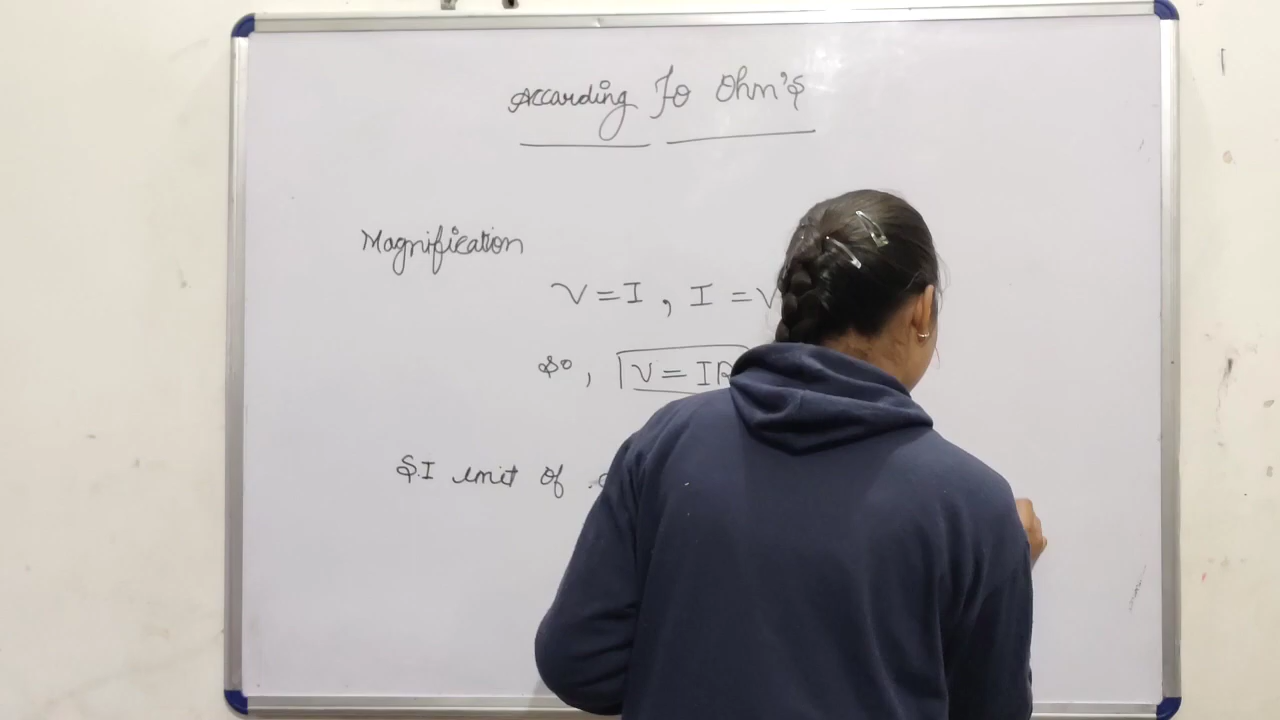 According To Ohm's
Magnification
V = I , I = V
So, V = IR
S.I unit of